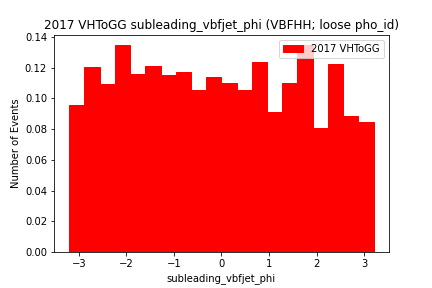 2017 VHToGG subleading_vbfjet_phi (VBFHH; loose pho_id)
2017 VHToGG
0.14
0.12
0.10
0.08
0.06
0.04
0.02
0.00
Number of Events
−3 −2 −1 0 1 2 3
subleading_vbfjet_phi